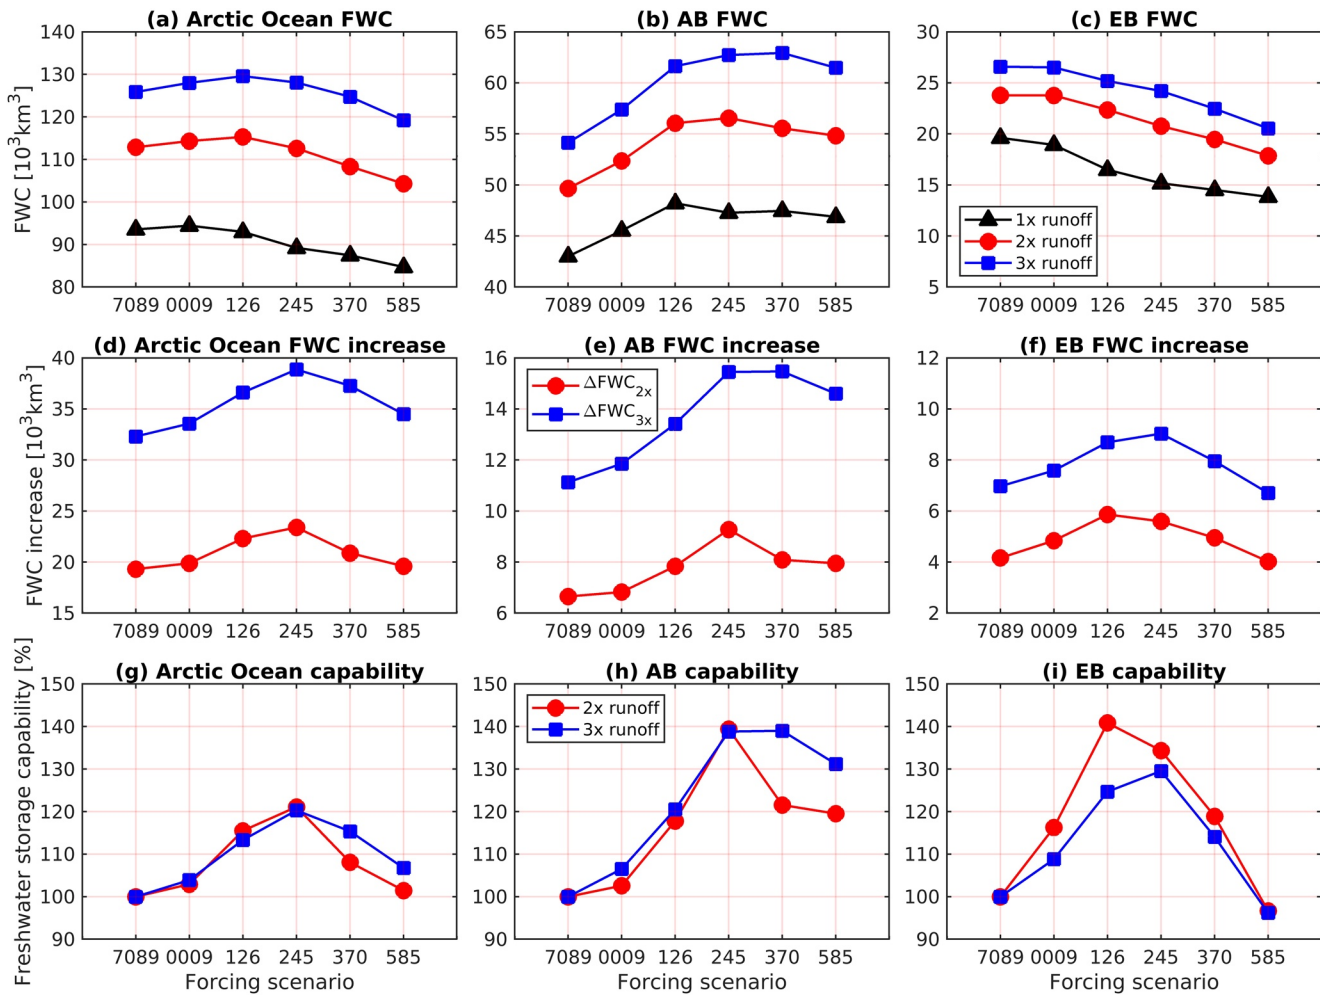 (a) Arctic Ocean FWC
(b) AB FWC
(c) EB FWC
FWC [10³km³]
140
130
120
110
100
90
80
7089 0009 126 245 370 585
65
60
55
50
45
40
7089 0009 126 245 370 585
30
25
20
15
10
5
1x runoff
2x runoff
3x runoff
7089 0009 126 245 370 585
(d) Arctic Ocean FWC increase
(e) AB FWC increase
(f) EB FWC increase
FWC increase [10³km³]
40
35
30
25
20
15
7089 0009 126 245 370 585
16
14
12
10
8
6
ΔFWC₂ₓ
ΔFWC₃ₓ
7089 0009 126 245 370 585
12
10
8
6
4
2
7089 0009 126 245 370 585
(g) Arctic Ocean capability
(h) AB capability
(i) EB capability
Freshwater storage capability [%]
150
140
130
120
110
100
90
7089 0009 126 245 370 585
Forcing scenario
150
140
130
120
110
100
90
2x runoff
3x runoff
7089 0009 126 245 370 585
Forcing scenario
150
140
130
120
110
100
90
7089 0009 126 245 370 585
Forcing scenario